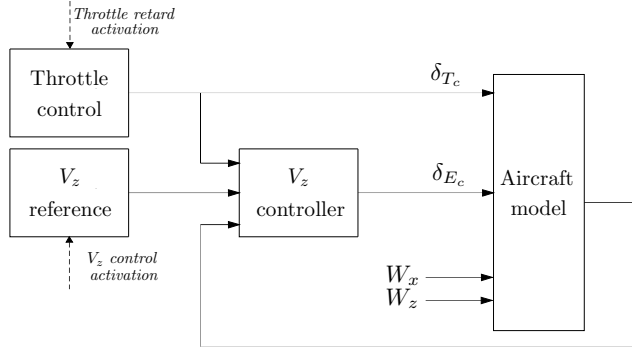 Throttle retard
activation
Throttle
control
δ_{T_c}
V_z
reference
V_z
controller
δ_{E_c}
Aircraft
model
V_z control
activation
W_x
W_z